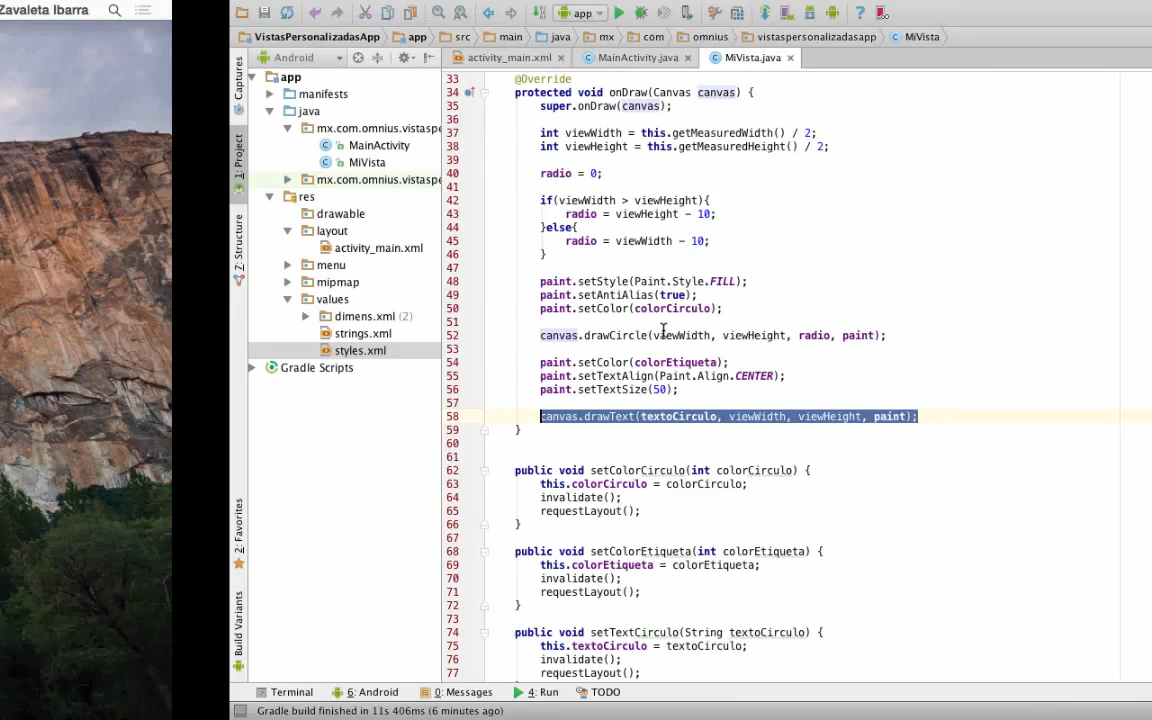 Zavaleta Ibarra
app
VistasPersonalizadasApp app src main java mx com omnius vistaspersonalizadasapp MiVista
Android
activity_main.xml MainActivity.java MiVista.java
Captures
1: Project
7: Structure
2: Favorites
Build Variants
app
manifests
java
mx.com.omnius.vistaspe
MainActivity
MiVista
mx.com.omnius.vistaspe
res
drawable
layout
activity_main.xml
menu
mipmap
values
dimens.xml (2)
strings.xml
styles.xml
Gradle Scripts
33 @Override
34 protected void onDraw(Canvas canvas) {
35 super.onDraw(canvas);
36
37 int viewWidth = this.getMeasuredWidth() / 2;
38 int viewHeight = this.getMeasuredHeight() / 2;
39
40 radio = 0;
41
42 if(viewWidth > viewHeight){
43 radio = viewHeight - 10;
44 }else{
45 radio = viewWidth - 10;
46 }
47
48 paint.setStyle(Paint.Style.FILL);
49 paint.setAntiAlias(true);
50 paint.setColor(colorCirculo);
51
52 canvas.drawCircle(viewWidth, viewHeight, radio, paint);
53
54 paint.setColor(colorEtiqueta);
55 paint.setTextAlign(Paint.Align.CENTER);
56 paint.setTextSize(50);
57
58 canvas.drawText(textoCirculo, viewWidth, viewHeight, paint);
59 }
60
61
62 public void setColorCirculo(int colorCirculo) {
63 this.colorCirculo = colorCirculo;
64 invalidate();
65 requestLayout();
66 }
67
68 public void setColorEtiqueta(int colorEtiqueta) {
69 this.colorEtiqueta = colorEtiqueta;
70 invalidate();
71 requestLayout();
72 }
73
74 public void setTextCirculo(String textoCirculo) {
75 this.textoCirculo = textoCirculo;
76 invalidate();
77 requestLayout();
Terminal 6: Android 0: Messages 4: Run TODO
Gradle build finished in 11s 406ms (6 minutes ago)